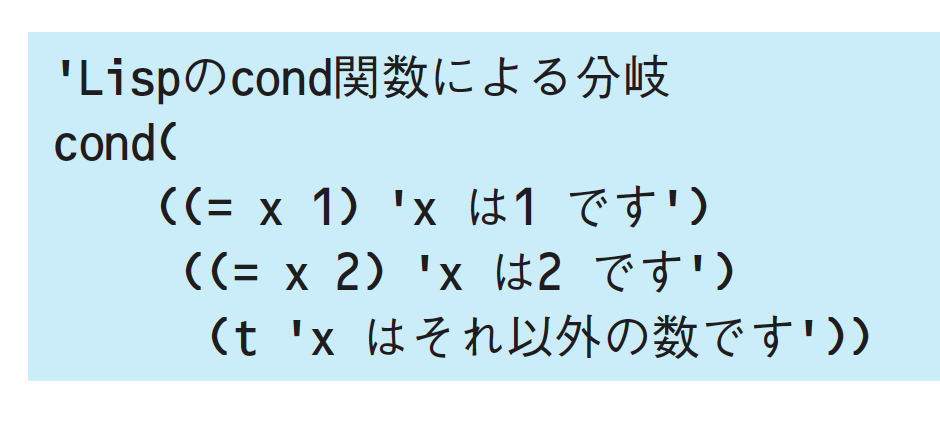 'Lispのcond関数による分岐
cond(
((= x 1) 'x は1 です')
((= x 2) 'x は2 です')
(t 'x はそれ以外の数です'))